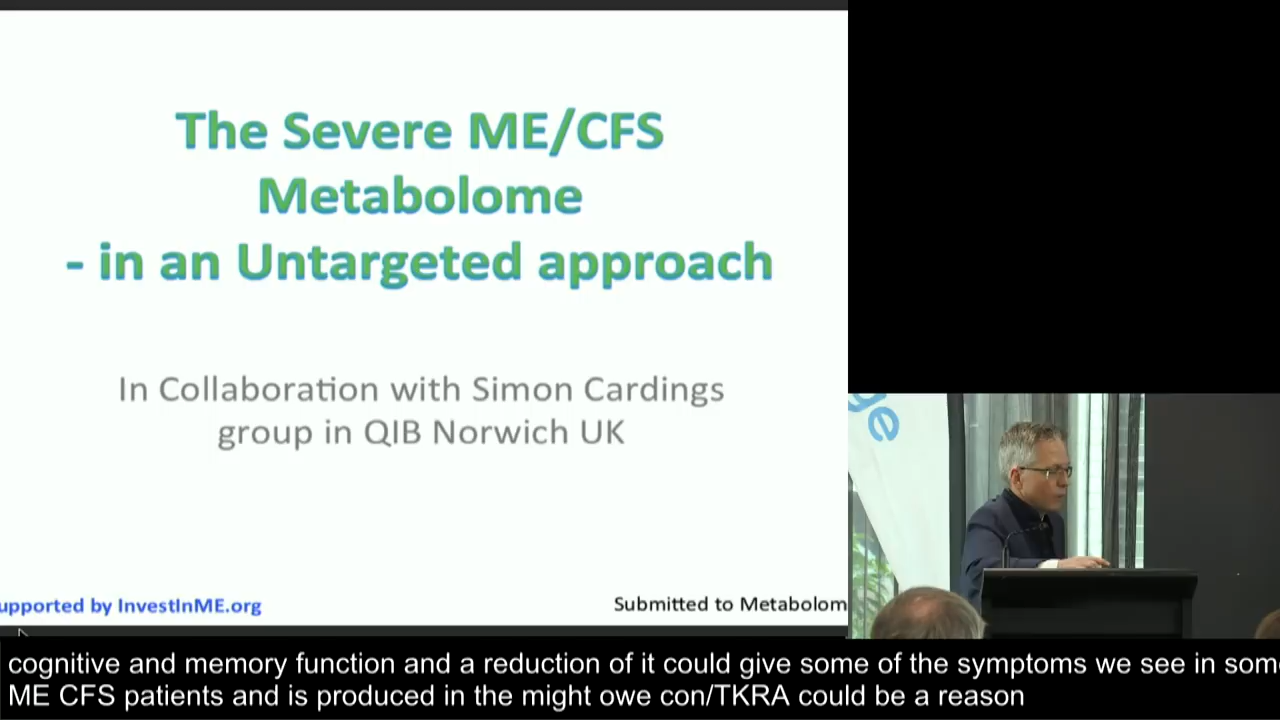 The Severe ME/CFS
Metabolome
- in an Untargeted approach
In Collaboration with Simon Cardings
group in QIB Norwich UK
upported by InvestInME.org
Submitted to Metabolom
ge
cognitive and memory function and a reduction of it could give some of the symptoms we see in som
ME CFS patients and is produced in the might owe con/TKRA could be a reason